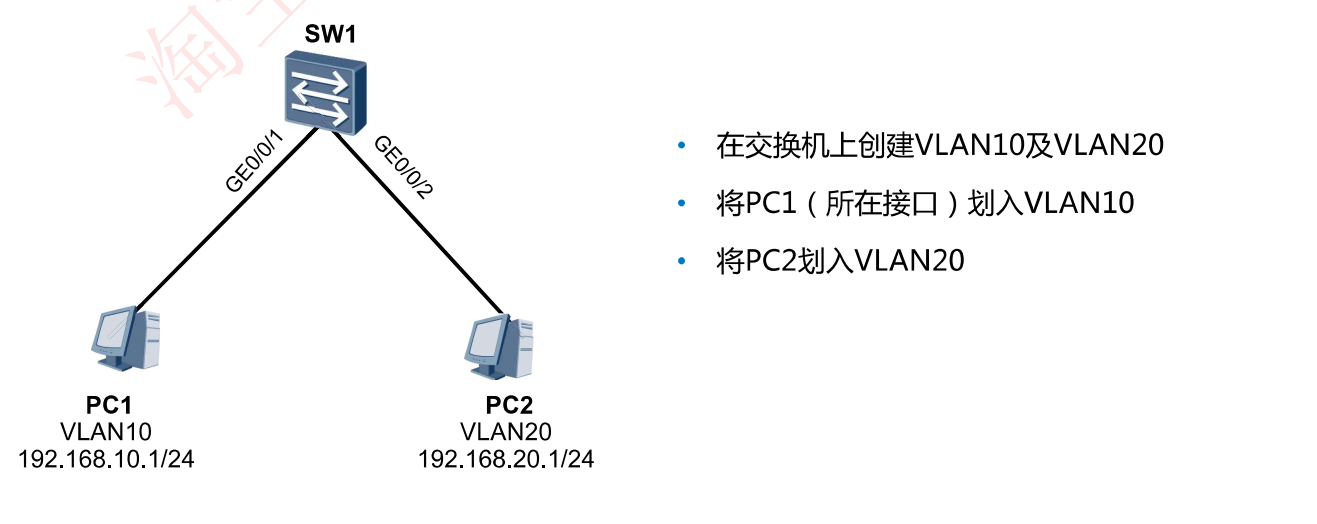 SW1
GE0/0/1
GE0/0/2
PC1
VLAN10
192.168.10.1/24
PC2
VLAN20
192.168.20.1/24
• 在交换机上创建VLAN10及VLAN20
• 将PC1（所在接口）划入VLAN10
• 将PC2划入VLAN20
淘